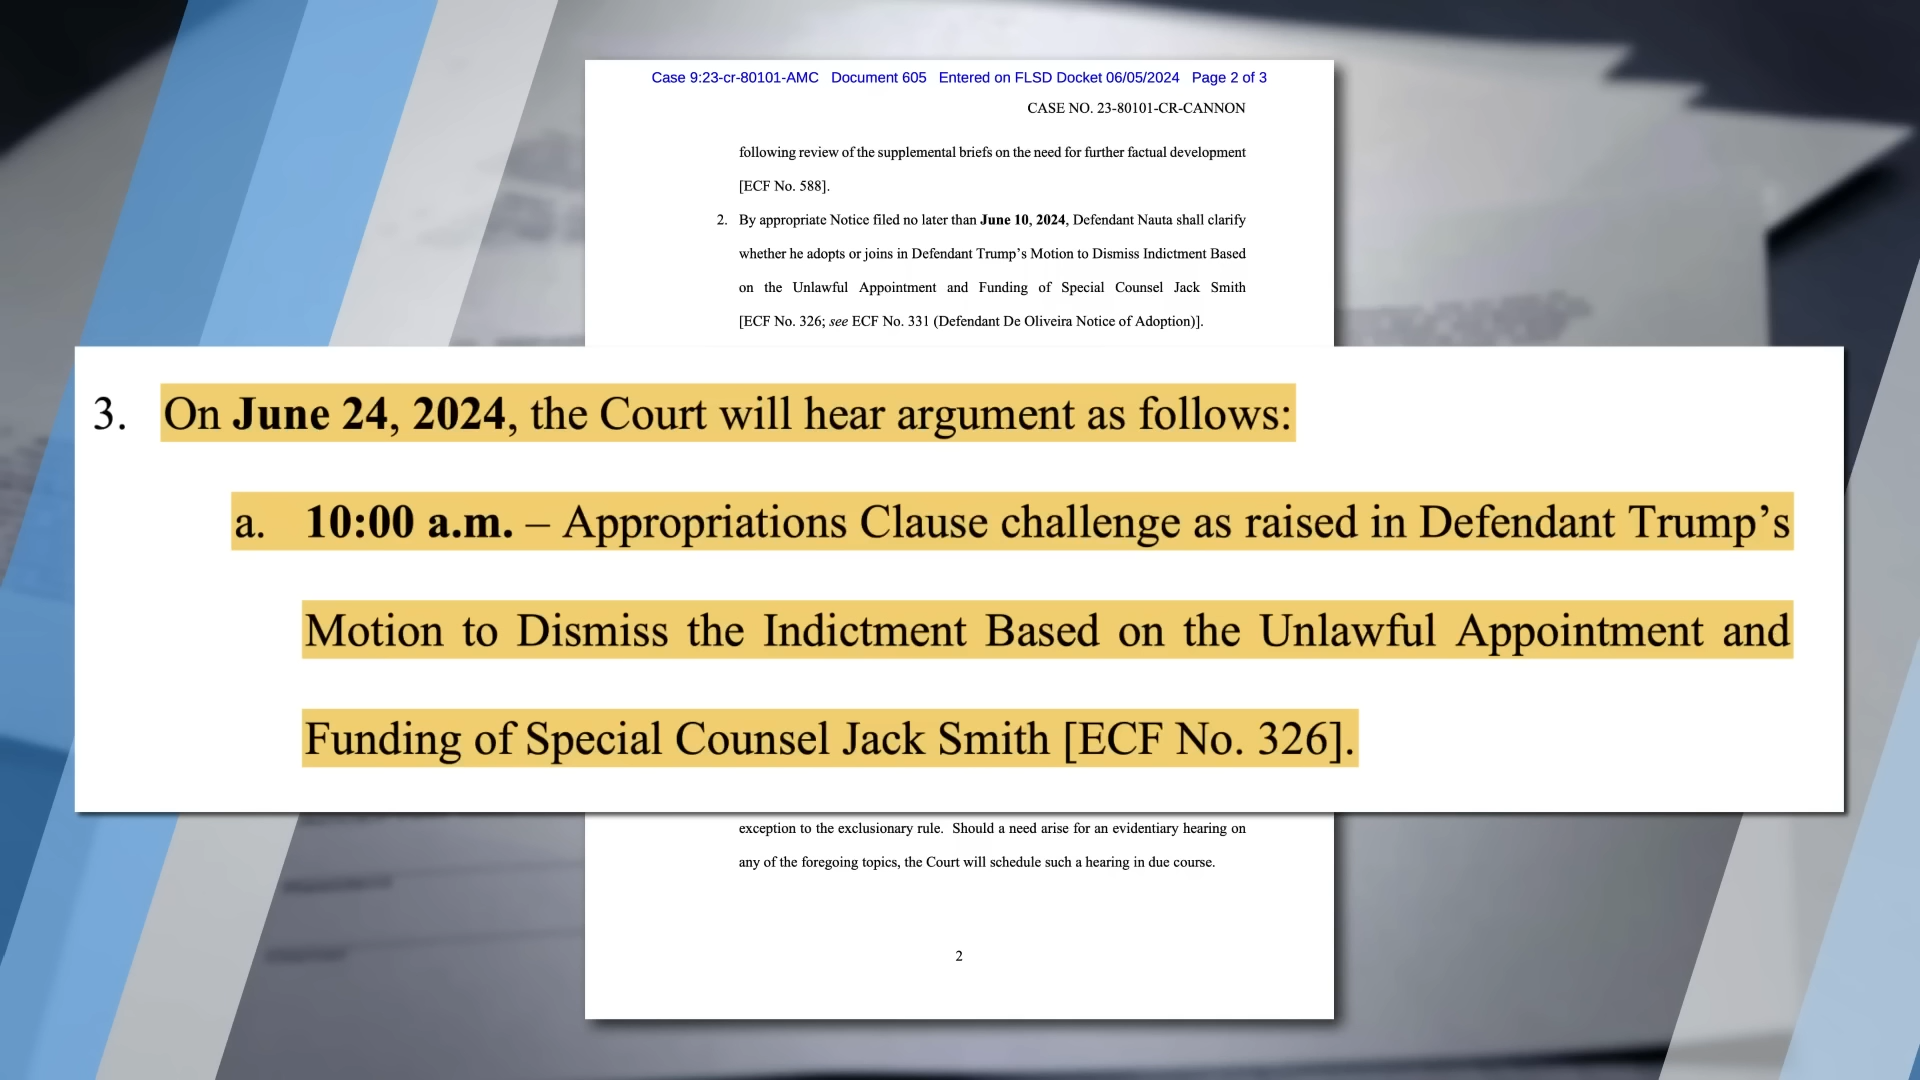 Case 9:23-cr-80101-AMC Document 605 Entered on FLSD Docket 06/05/2024 Page 2 of 3
CASE NO. 23-80101-CR-CANNON
following review of the supplemental briefs on the need for further factual development
[ECF No. 588].
2. By appropriate Notice filed no later than June 10, 2024, Defendant Nauta shall clarify
whether he adopts or joins in Defendant Trump’s Motion to Dismiss Indictment Based
on the Unlawful Appointment and Funding of Special Counsel Jack Smith
[ECF No. 326; see ECF No. 331 (Defendant De Oliveira Notice of Adoption)].
3. On June 24, 2024, the Court will hear argument as follows:
a. 10:00 a.m. – Appropriations Clause challenge as raised in Defendant Trump’s
Motion to Dismiss the Indictment Based on the Unlawful Appointment and
Funding of Special Counsel Jack Smith [ECF No. 326].
exception to the exclusionary rule. Should a need arise for an evidentiary hearing on
any of the foregoing topics, the Court will schedule such a hearing in due course.
2